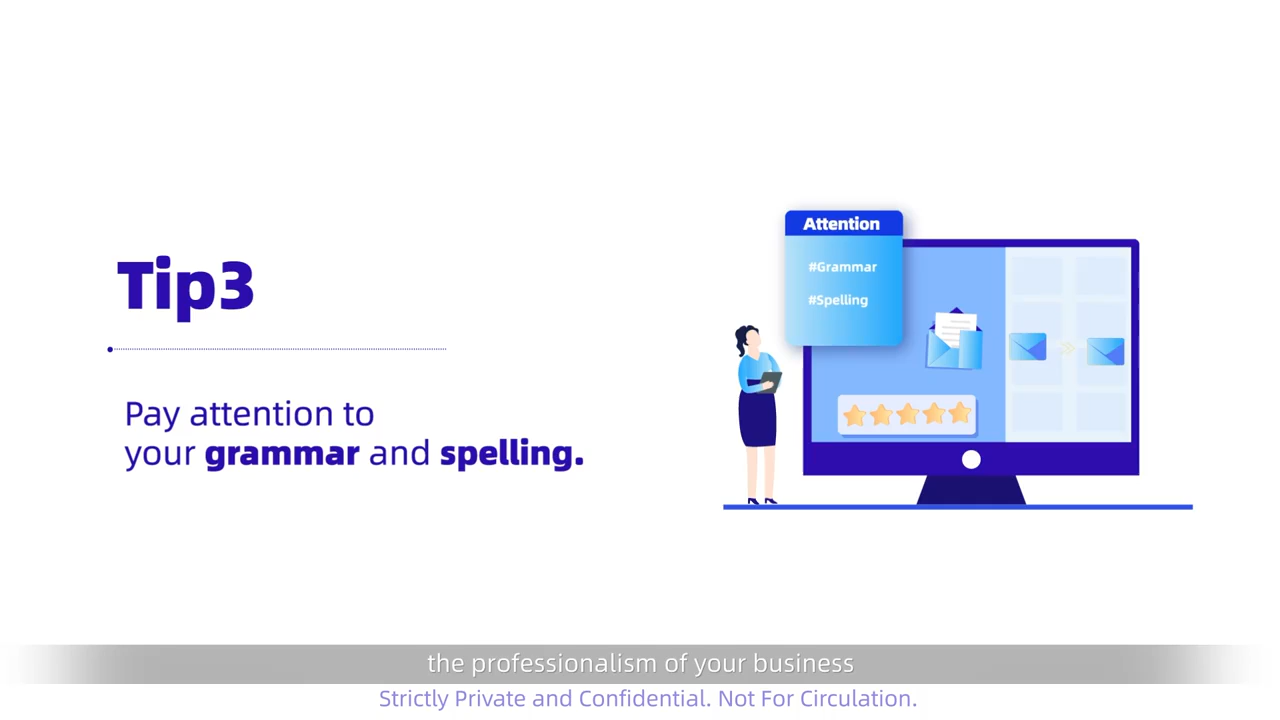 Tip3
Pay attention to
your grammar and spelling.
Attention
#Grammar
#Spelling
the professionalism of your business
Strictly Private and Confidential. Not For Circulation.